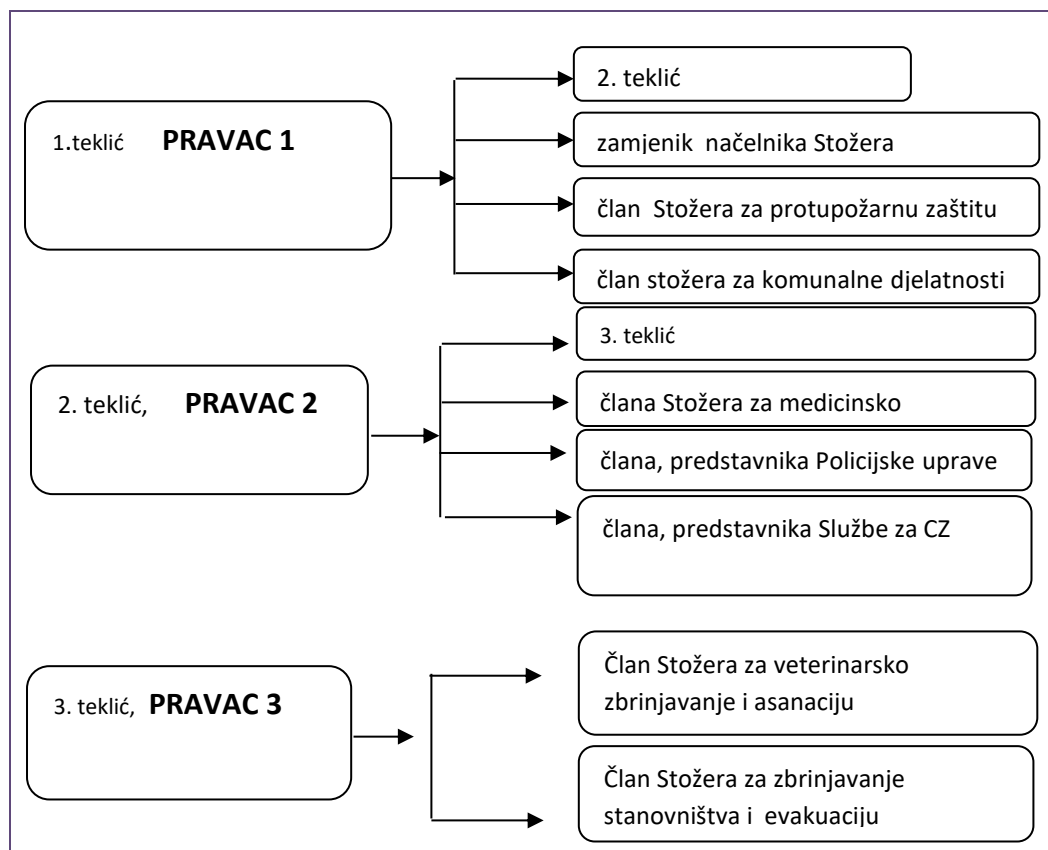 1.teklić PRAVAC 1
2. teklić
zamjenik načelnika Stožera
član Stožera za protupožarnu zaštitu
član stožera za komunalne djelatnosti
2. teklić, PRAVAC 2
3. teklić
člana Stožera za medicinsko
člana, predstavnika Policijske uprave
člana, predstavnika Službe za CZ
3. teklić, PRAVAC 3
Član Stožera za veterinarsko
zbrinjavanje i asanaciju
Član Stožera za zbrinjavanje
stanovništva i evakuaciju